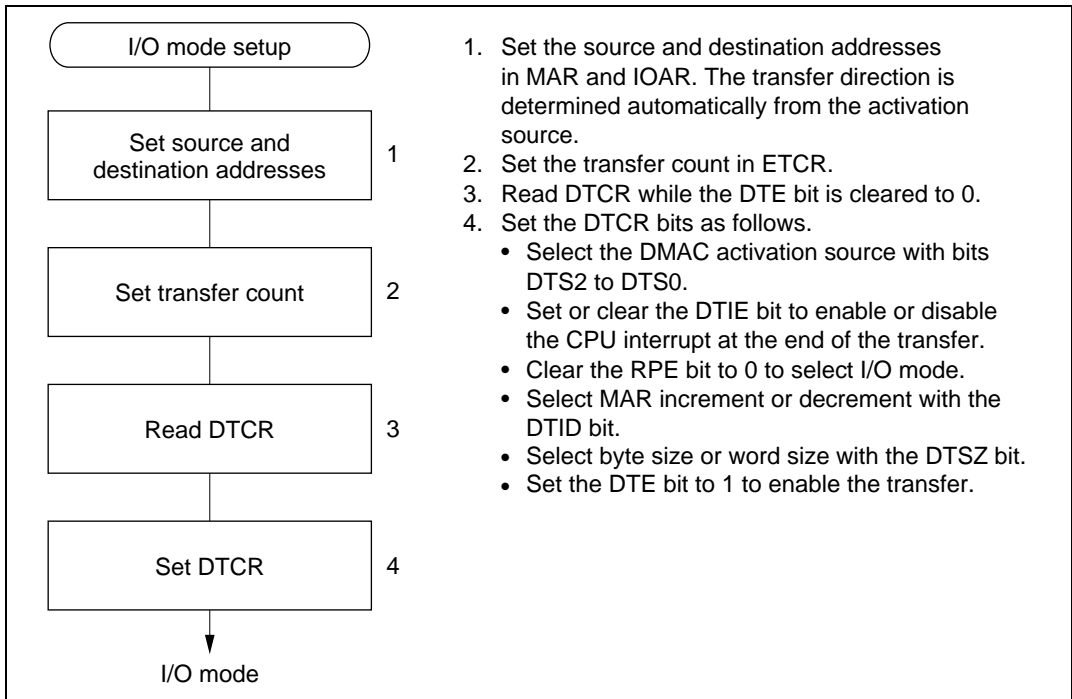 I/O mode setup
Set source and
destination addresses
1
Set transfer count
2
Read DTCR
3
Set DTCR
4
I/O mode
1. Set the source and destination addresses
in MAR and IOAR. The transfer direction is
determined automatically from the activation
source.
2. Set the transfer count in ETCR.
3. Read DTCR while the DTE bit is cleared to 0.
4. Set the DTCR bits as follows.
• Select the DMAC activation source with bits
DTS2 to DTS0.
• Set or clear the DTIE bit to enable or disable
the CPU interrupt at the end of the transfer.
• Clear the RPE bit to 0 to select I/O mode.
• Select MAR increment or decrement with the
DTID bit.
• Select byte size or word size with the DTSZ bit.
• Set the DTE bit to 1 to enable the transfer.